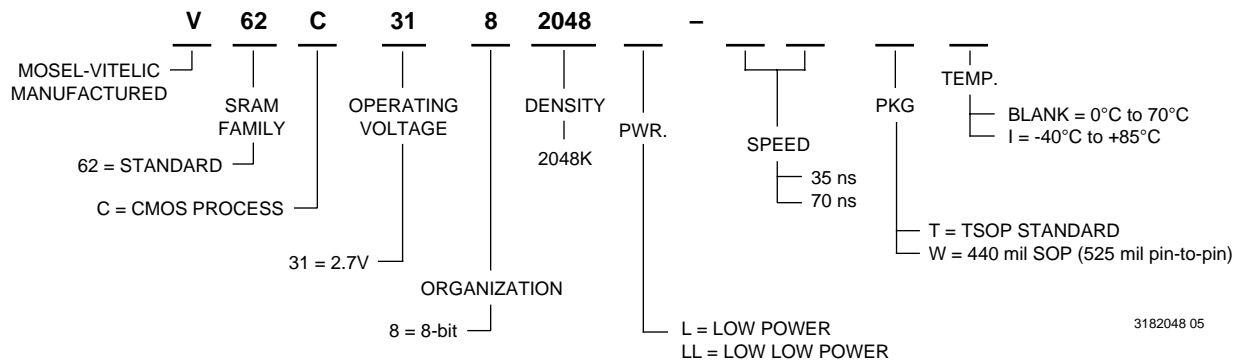 V 62 C 31 8 2048 –
MOSEL-VITELIC
MANUFACTURED
SRAM
FAMILY
62 = STANDARD
C = CMOS PROCESS
OPERATING
VOLTAGE
31 = 2.7V
ORGANIZATION
8 = 8-bit
DENSITY
2048K
PWR.
L = LOW POWER
LL = LOW LOW POWER
SPEED
35 ns
70 ns
PKG
T = TSOP STANDARD
W = 440 mil SOP (525 mil pin-to-pin)
TEMP.
BLANK = 0°C to 70°C
I = -40°C to +85°C
3182048 05